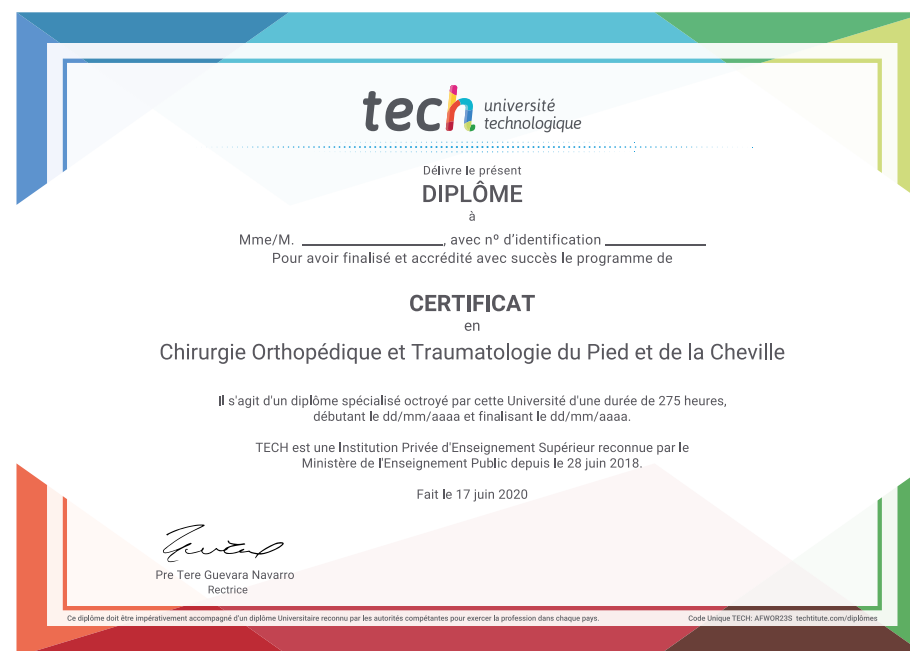 tech université
technologique
Délivre le présent
DIPLÔME
à
Mme/M. ____________________, avec nº d'identification ______________
Pour avoir finalisé et accrédité avec succès le programme de
CERTIFICAT
en
Chirurgie Orthopédique et Traumatologie du Pied et de la Cheville
Il s'agit d'un diplôme spécialisé octroyé par cette Université d'une durée de 275 heures,
débutant le dd/mm/aaaa et finalisant le dd/mm/aaaa.
TECH est une Institution Privée d'Enseignement Supérieur reconnue par le
Ministère de l'Enseignement Public depuis le 28 juin 2018.
Fait le 17 juin 2020
Pre Tere Guevara Navarro
Rectrice
Ce diplôme doit être impérativement accompagné d'un diplôme Universitaire reconnu par les autorités compétantes pour exercer la profession dans chaque pays.
Code Unique TECH: AFWOR23S techtitute.com/diplômes